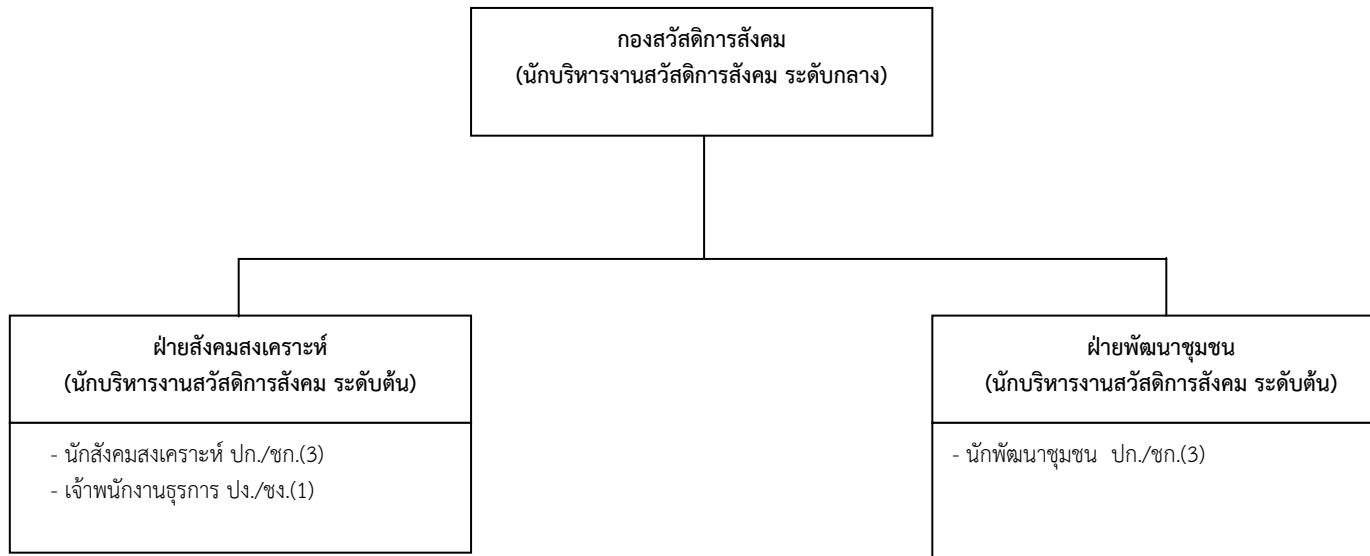 กองสวัสดิการสังคม
(นักบริหารงานสวัสดิการสังคม ระดับกลาง)
ฝ่ายสังคมสงเคราะห์
(นักบริหารงานสวัสดิการสังคม ระดับต้น)
- นักสังคมสงเคราะห์ ปก./ชก.(3)
- เจ้าพนักงานธุรการ ปง./ชง.(1)
ฝ่ายพัฒนาชุมชน
(นักบริหารงานสวัสดิการสังคม ระดับต้น)
- นักพัฒนาชุมชน  ปก./ชก.(3)